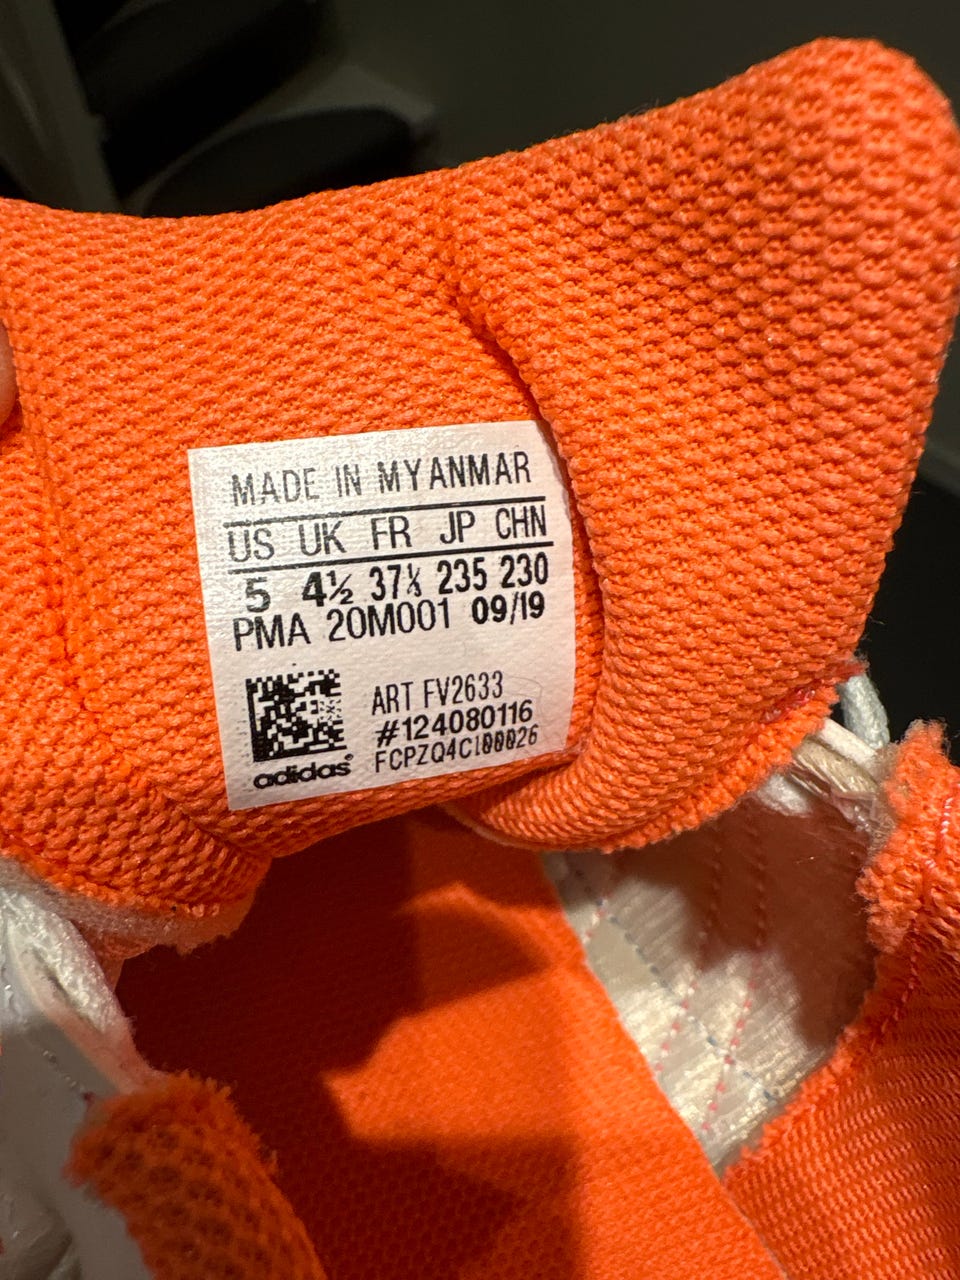 MADE IN MYANMAR
US UK FR JP CHN
5 4½ 37⅓ 235 230
PMA 20M001 09/19
ART FV2633
#124080116
FCPZQ4C100026
adidas